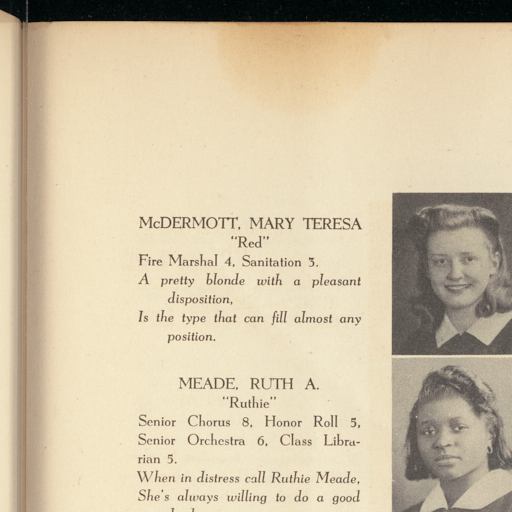 McDERMOTT, MARY TERESA
"Red"
Fire Marshal 4, Sanitation 3.
A pretty blonde with a pleasant
disposition,
Is the type that can fill almost any
position.
MEADE, RUTH A.
"Ruthie"
Senior Chorus 8, Honor Roll 5,
Senior Orchestra 6, Class Libra-
rian 5.
When in distress call Ruthie Meade,
She's always willing to do a good